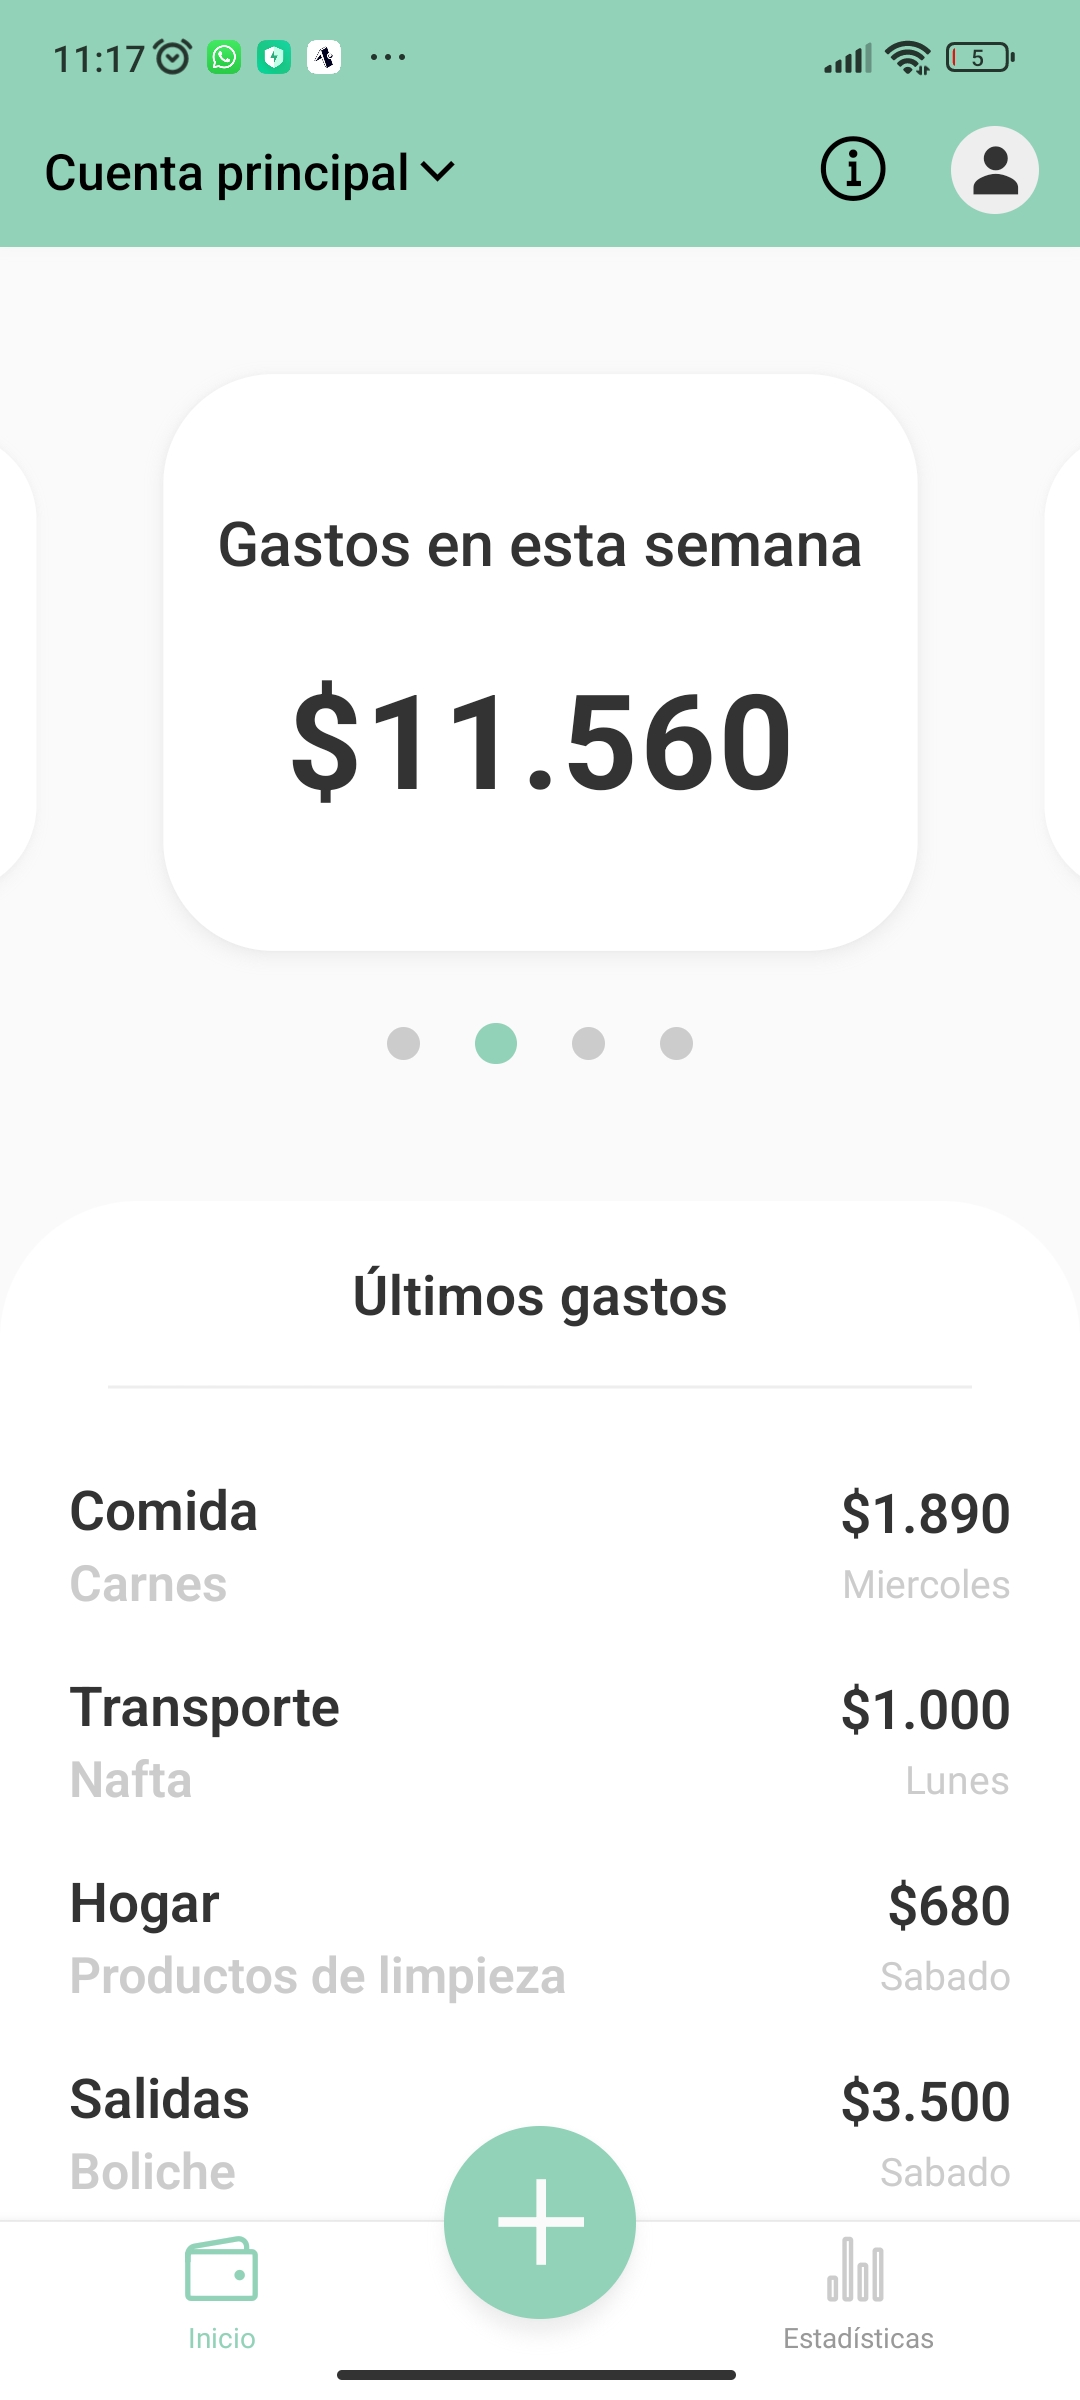 11:17
5
Cuenta principal
Gastos en esta semana
$11.560
Últimos gastos
Comida
$1.890
Carnes
Miercoles
Transporte
$1.000
Nafta
Lunes
Hogar
$680
Productos de limpieza
Sabado
Salidas
$3.500
Boliche
Sabado
Inicio
Estadísticas